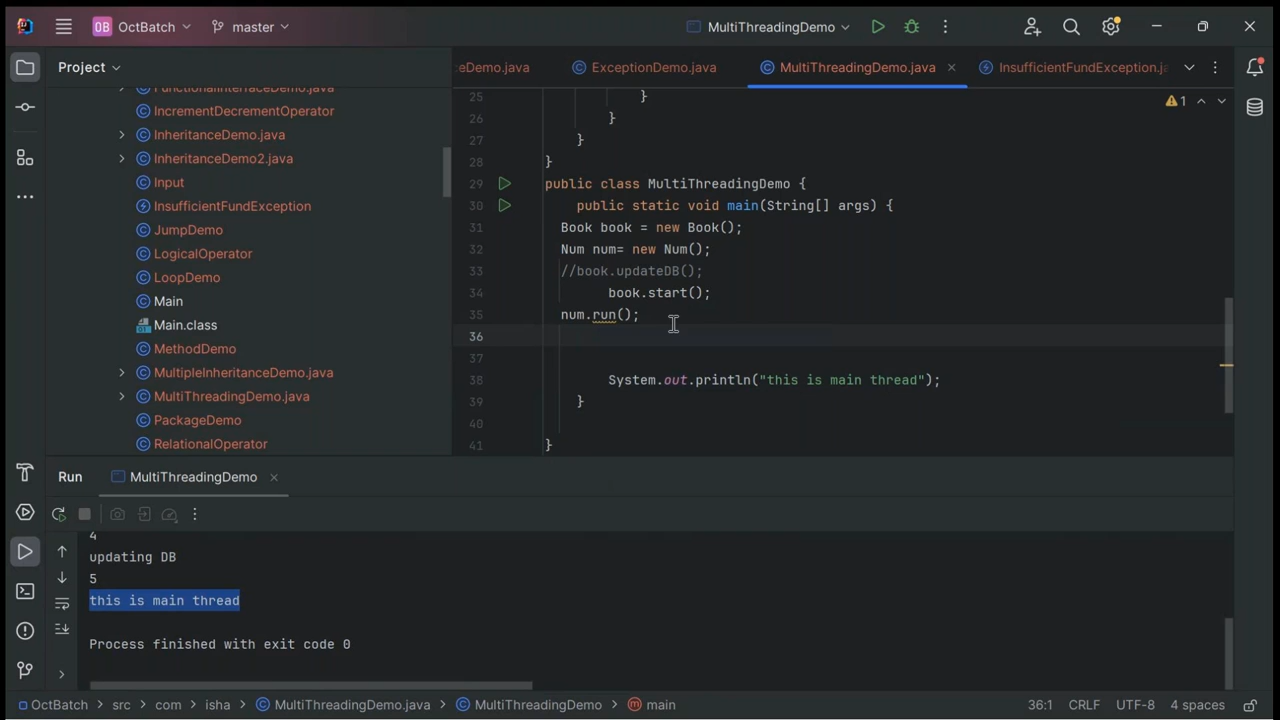 OB OctBatch master MultiThreadingDemo
Project
eDemo.java ExceptionDemo.java MultiThreadingDemo.java InsufficientFundException.ja
FunctionalInterfaceDemo.java
IncrementDecrementOperator
InheritanceDemo.java
InheritanceDemo2.java
Input
InsufficientFundException
JumpDemo
LogicalOperator
LoopDemo
Main
Main.class
MethodDemo
MultipleInheritanceDemo.java
MultiThreadingDemo.java
PackageDemo
RelationalOperator
1
25 }
26 }
27 }
28 }
29 public class MultiThreadingDemo {
30 public static void main(String[] args) {
31 Book book = new Book();
32 Num num= new Num();
33 //book.updateDB();
34 book.start();
35 num.run();
36
37
38 System.out.println("this is main thread");
39 }
40
41 }
Run MultiThreadingDemo
4
updating DB
5
this is main thread
Process finished with exit code 0
OctBatch > src > com > isha > MultiThreadingDemo.java > MultiThreadingDemo > main 36:1 CRLF UTF-8 4 spaces